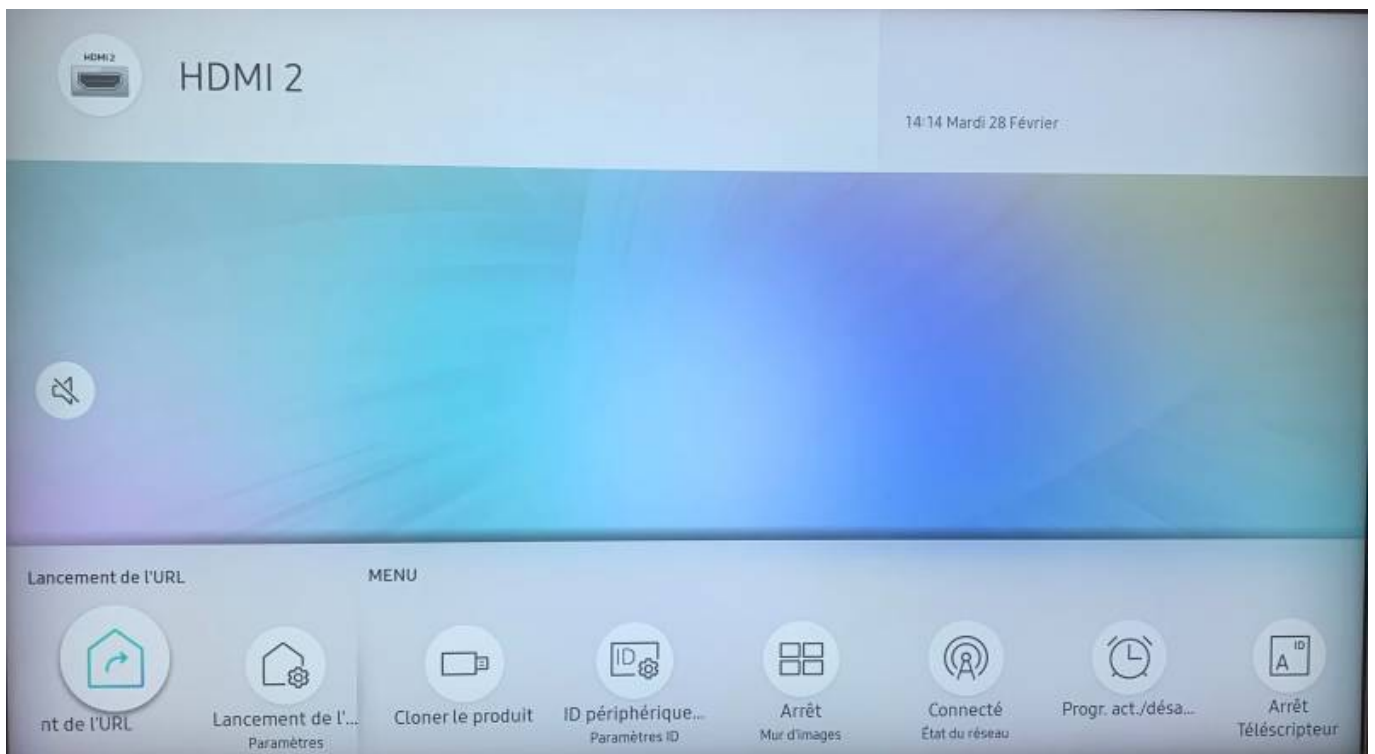 HDMI 2
HDMI 2
14:14 Mardi 28 Février
Lancement de l'URL
MENU
nt de l'URL
Lancement de l'...
Paramètres
Cloner le produit
ID
ID périphérique...
Paramètres ID
Arrêt
Mur d'images
Connecté
État du réseau
Progr. act./désa...
A ID
Arrêt
Téléscripteur